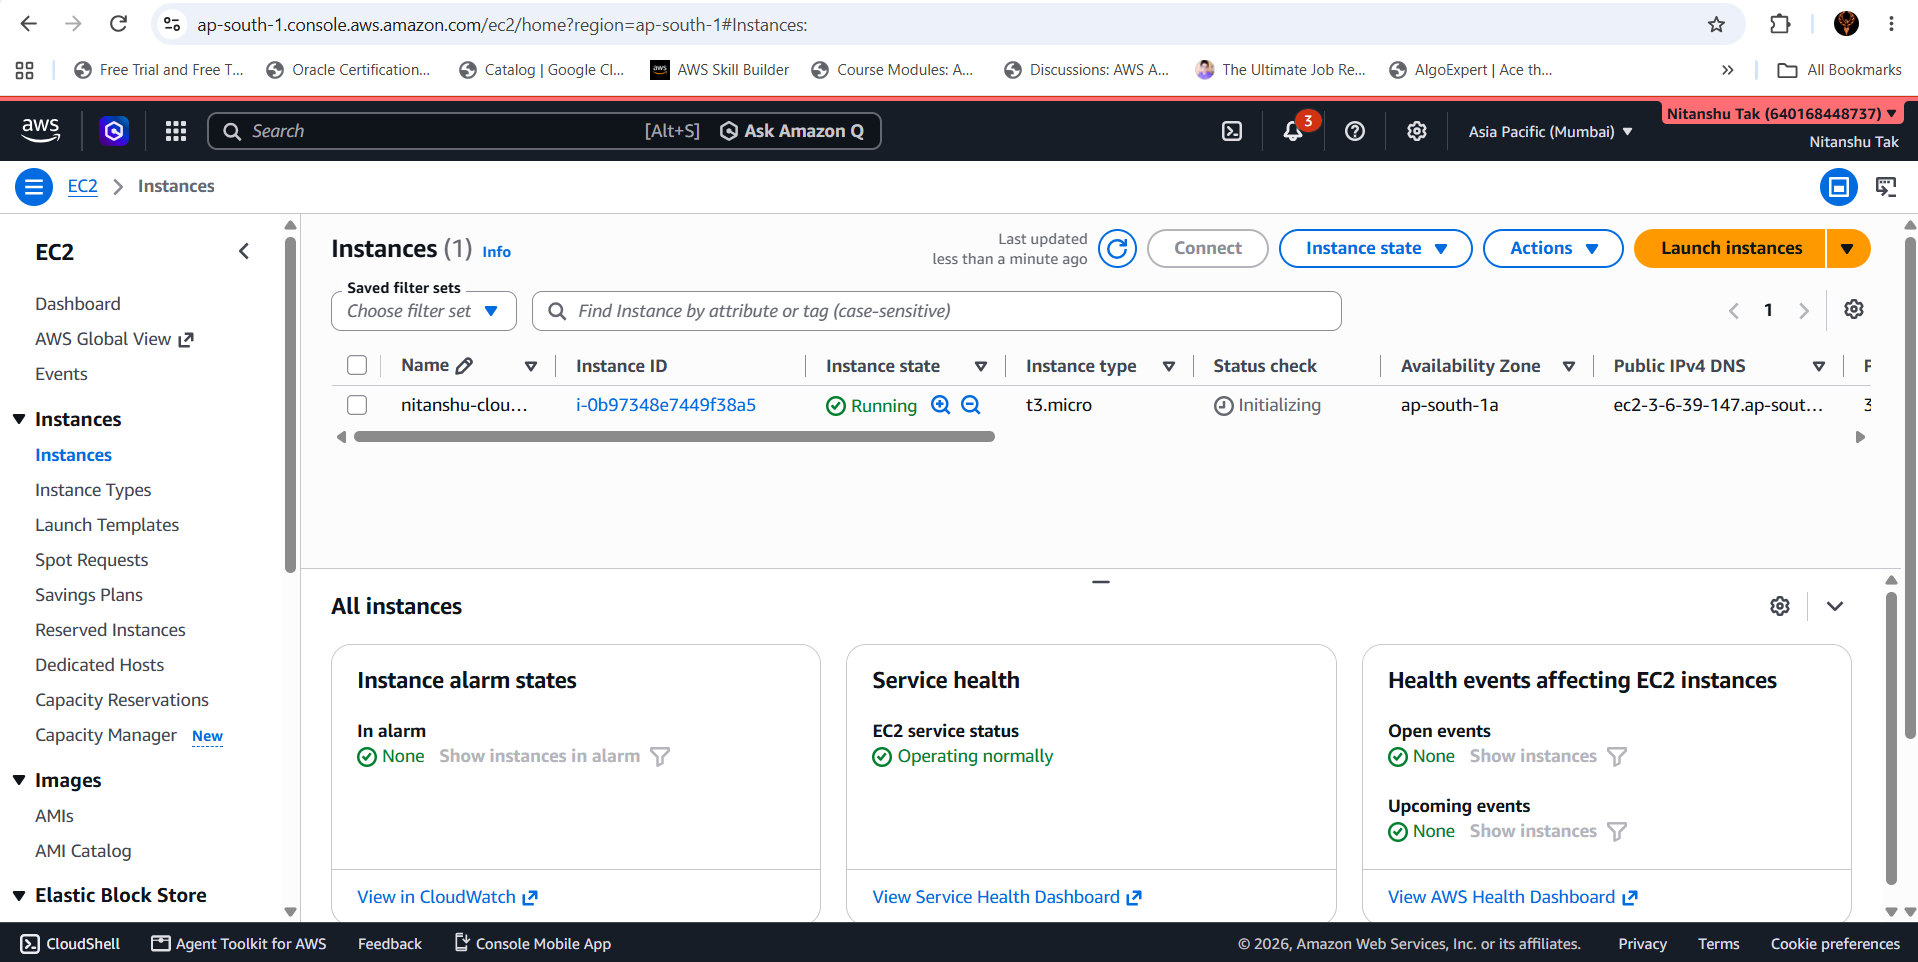 ap-south-1.console.aws.amazon.com/ec2/home?region=ap-south-1#Instances:
Free Trial and Free T... Oracle Certification... Catalog | Google Cl... aws AWS Skill Builder Course Modules: A... Discussions: AWS A... The Ultimate Job Re... AlgoExpert | Ace th... » All Bookmarks
aws Search [Alt+S] Ask Amazon Q 3 Asia Pacific (Mumbai) Nitanshu Tak (640168448737)
Nitanshu Tak
EC2 Instances
EC2
Dashboard
AWS Global View
Events
Instances
Instances
Instance Types
Launch Templates
Spot Requests
Savings Plans
Reserved Instances
Dedicated Hosts
Capacity Reservations
Capacity Manager New
Images
AMIs
AMI Catalog
Elastic Block Store
Instances (1) Info
Last updated
less than a minute ago
Connect Instance state Actions Launch instances
Saved filter sets
Choose filter set Find Instance by attribute or tag (case-sensitive) 1
Name Instance ID Instance state Instance type Status check Availability Zone Public IPv4 DNS
nitanshu-clou... i-0b97348e7449f38a5 Running t3.micro Initializing ap-south-1a ec2-3-6-39-147.ap-sout... 3
All instances
Instance alarm states
In alarm
None Show instances in alarm
View in CloudWatch
Service health
EC2 service status
Operating normally
View Service Health Dashboard
Health events affecting EC2 instances
Open events
None Show instances
Upcoming events
None Show instances
View AWS Health Dashboard
CloudShell Agent Toolkit for AWS Feedback Console Mobile App © 2026, Amazon Web Services, Inc. or its affiliates. Privacy Terms Cookie preferences